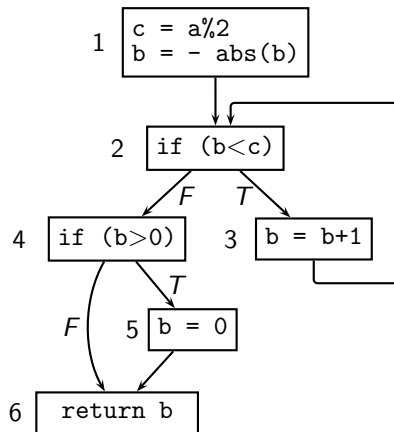 1
c = a%2
b = - abs(b)
2
if (b<c)
F
T
4
if (b>0)
3
b = b+1
F
T
5
b = 0
6
return b